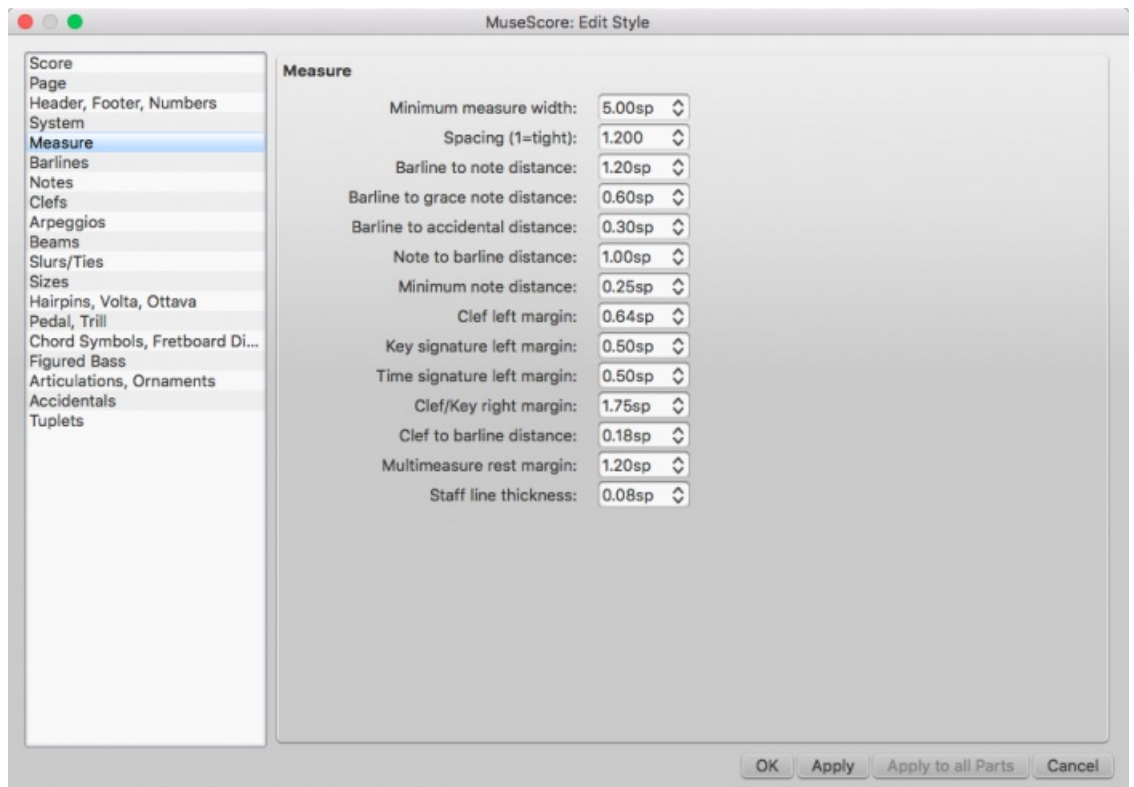 MuseScore: Edit Style
Score
Page
Header, Footer, Numbers
System
Measure
Barlines
Notes
Clefs
Arpeggios
Beams
Slurs/Ties
Sizes
Hairpins, Volta, Ottava
Pedal, Trill
Chord Symbols, Fretboard Di...
Figured Bass
Articulations, Ornaments
Accidentals
Tuplets
Measure
Minimum measure width: 5.00sp
Spacing (1=tight): 1.200
Barline to note distance: 1.20sp
Barline to grace note distance: 0.60sp
Barline to accidental distance: 0.30sp
Note to barline distance: 1.00sp
Minimum note distance: 0.25sp
Clef left margin: 0.64sp
Key signature left margin: 0.50sp
Time signature left margin: 0.50sp
Clef/Key right margin: 1.75sp
Clef to barline distance: 0.18sp
Multimeasure rest margin: 1.20sp
Staff line thickness: 0.08sp
OK Apply Apply to all Parts Cancel